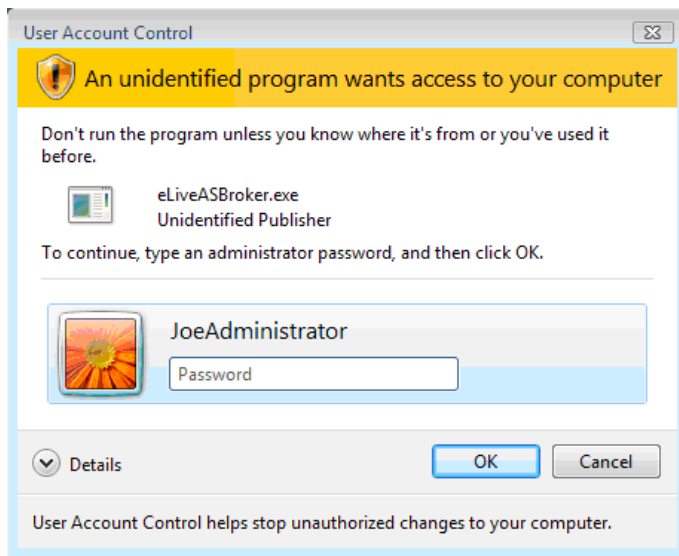 User Account Control
An unidentified program wants access to your computer
Don't run the program unless you know where it's from or you've used it
before.
eLiveASBroker.exe
Unidentified Publisher
To continue, type an administrator password, and then click OK.
JoeAdministrator
Password
Details
OK
Cancel
User Account Control helps stop unauthorized changes to your computer.